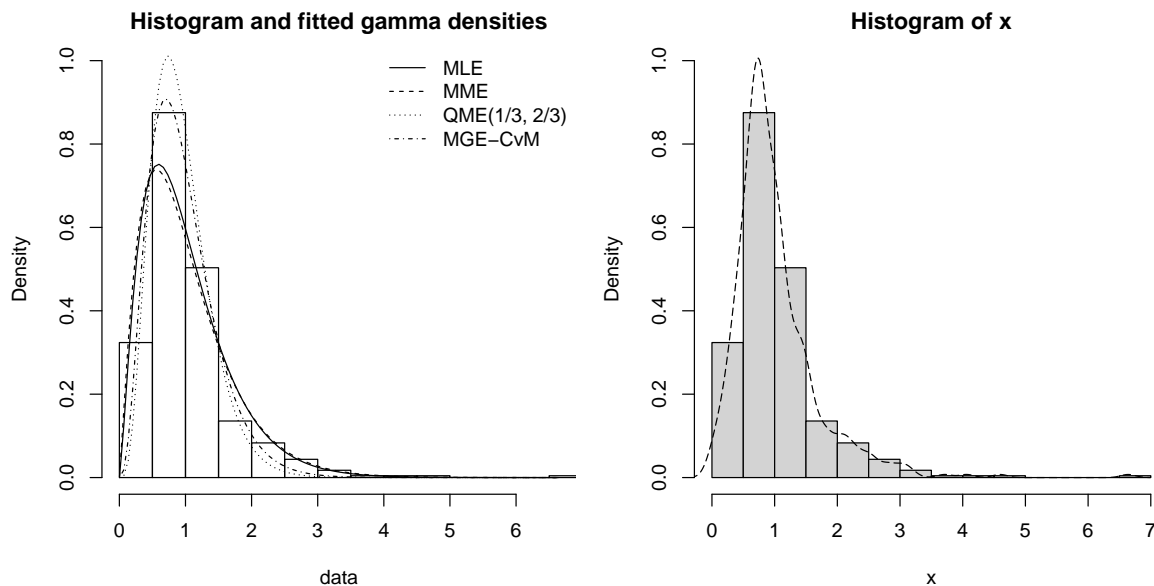 Histogram and fitted gamma densities
MLE
MME
QME(1/3, 2/3)
MGE−CvM
Density
0.0 0.2 0.4 0.6 0.8 1.0
0 1 2 3 4 5 6
data
Histogram of x
Density
0.0 0.2 0.4 0.6 0.8 1.0
0 1 2 3 4 5 6 7
x